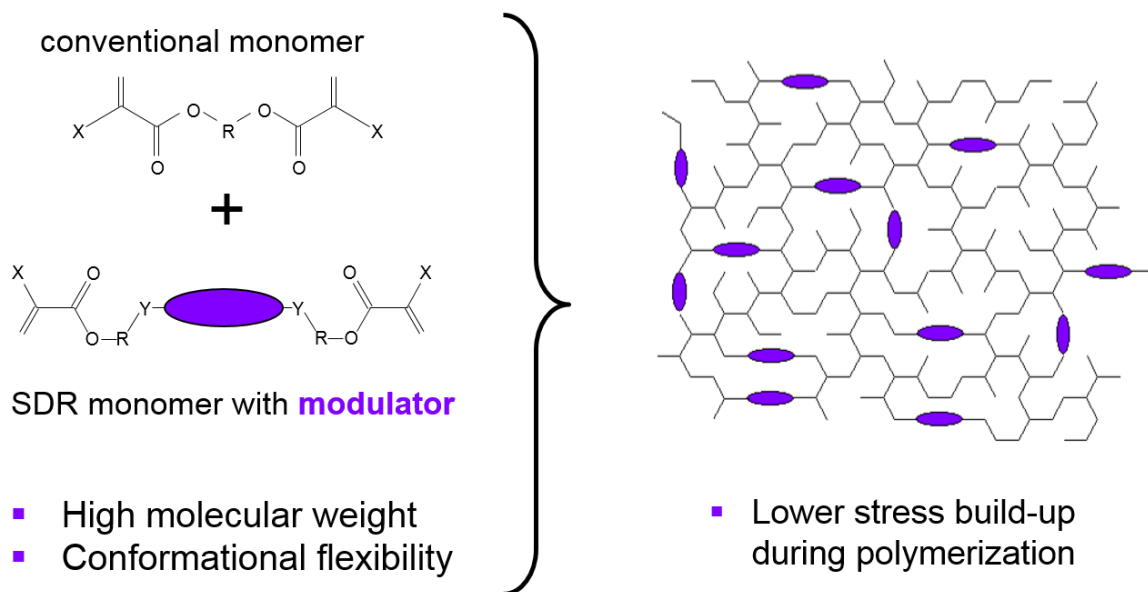 conventional monomer
X
O
O
R
O
O
X
+
X
O
O
R
Y
Y
R
O
O
X
SDR monomer with modulator
▪ High molecular weight
▪ Conformational flexibility
▪ Lower stress build-up
during polymerization